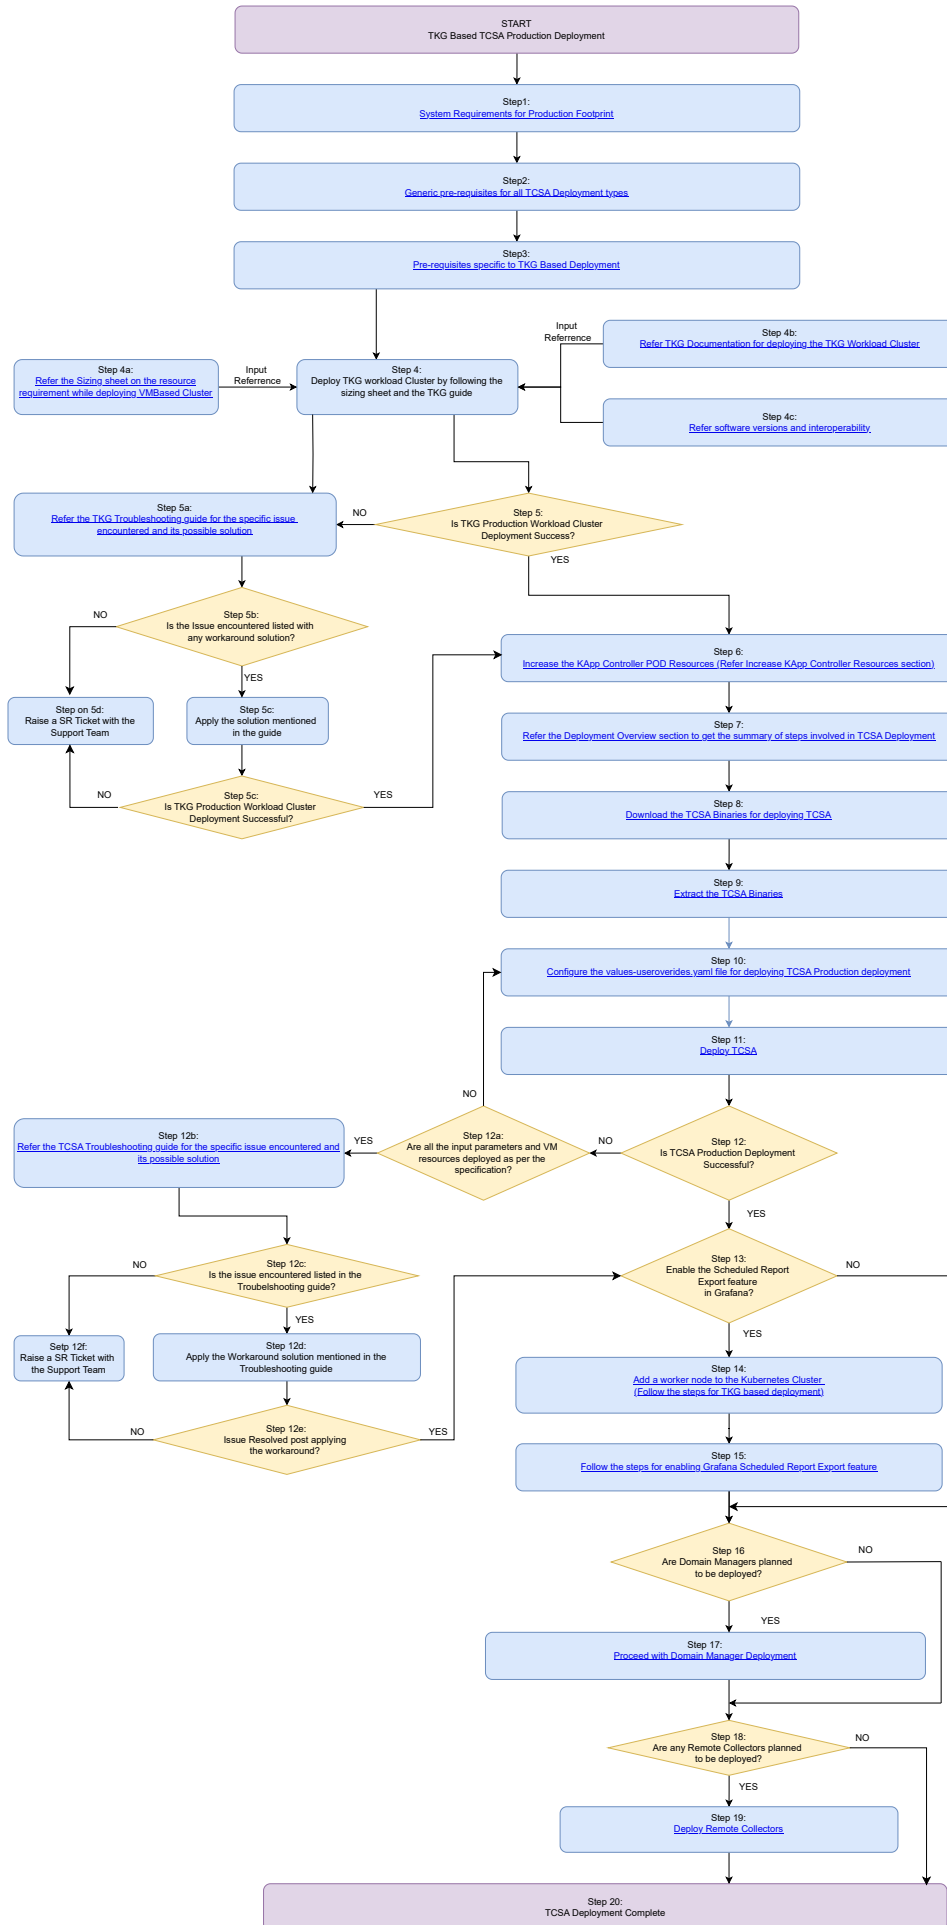 START
TKG Based TCSA Production Deployment
Step1:
System Requirements for Production Footprint
Step2:
Generic pre-requisites for all TCSA Deployment types
Step3:
Pre-requisites specific to TKG Based Deployment
Step 4a:
Refer the Sizing sheet on the resource
requirement while deploying VMBased Cluster
Input
Referrence
Step 4:
Deploy TKG workload Cluster by following the
sizing sheet and the TKG guide
Input
Referrence
Step 4b:
Refer TKG Documentation for deploying the TKG Workload Cluster
Step 4c:
Refer software versions and interoperability
Step 5a:
Refer the TKG Troubleshooting guide for the specific issue
encountered and its possible solution
NO
Step 5:
Is TKG Production Workload Cluster
Deployment Success?
YES
NO
Step 5b:
Is the Issue encountered listed with
any workaround solution?
YES
Step on 5d:
Raise a SR Ticket with the
Support Team
Step 5c:
Apply the solution mentioned
in the guide
NO
Step 5c:
Is TKG Production Workload Cluster
Deployment Successful?
YES
Step 6:
Increase the KApp Controller POD Resources (Refer Increase KApp Controller Resources section)
Step 7:
Refer the Deployment Overview section to get the summary of steps involved in TCSA Deployment
Step 8:
Download the TCSA Binaries for deploying TCSA
Step 9:
Extract the TCSA Binaries
Step 10:
Configure the values-useroverides.yaml file for deploying TCSA Production deployment
Step 11:
Deploy TCSA
NO
Step 12b:
Refer the TCSA Troubleshooting guide for the specific issue encountered and
its possible solution
YES
Step 12a:
Are all the input parameters and VM
resources deployed as per the
specification?
NO
Step 12:
Is TCSA Production Deployment
Successful?
YES
NO
Step 12c:
Is the issue encountered listed in the
Troubelshooting guide?
YES
Step 13:
Enable the Scheduled Report
Export feature
in Grafana?
NO
YES
Setp 12f:
Raise a SR Ticket with
the Support Team
Step 12d:
Apply the Workaround solution mentioned in the
Troubleshooting guide
NO
Step 12e:
Issue Resolved post applying
the workaround?
YES
Step 14:
Add a worker node to the Kubernetes Cluster
(Follow the steps for TKG based deployment)
Step 15:
Follow the steps for enabling Grafana Scheduled Report Export feature
Step 16
Are Domain Managers planned
to be deployed?
NO
YES
Step 17:
Proceed with Domain Manager Deployment
Step 18:
Are any Remote Collectors planned
to be deployed?
NO
YES
Step 19:
Deploy Remote Collectors
Step 20:
TCSA Deployment Complete